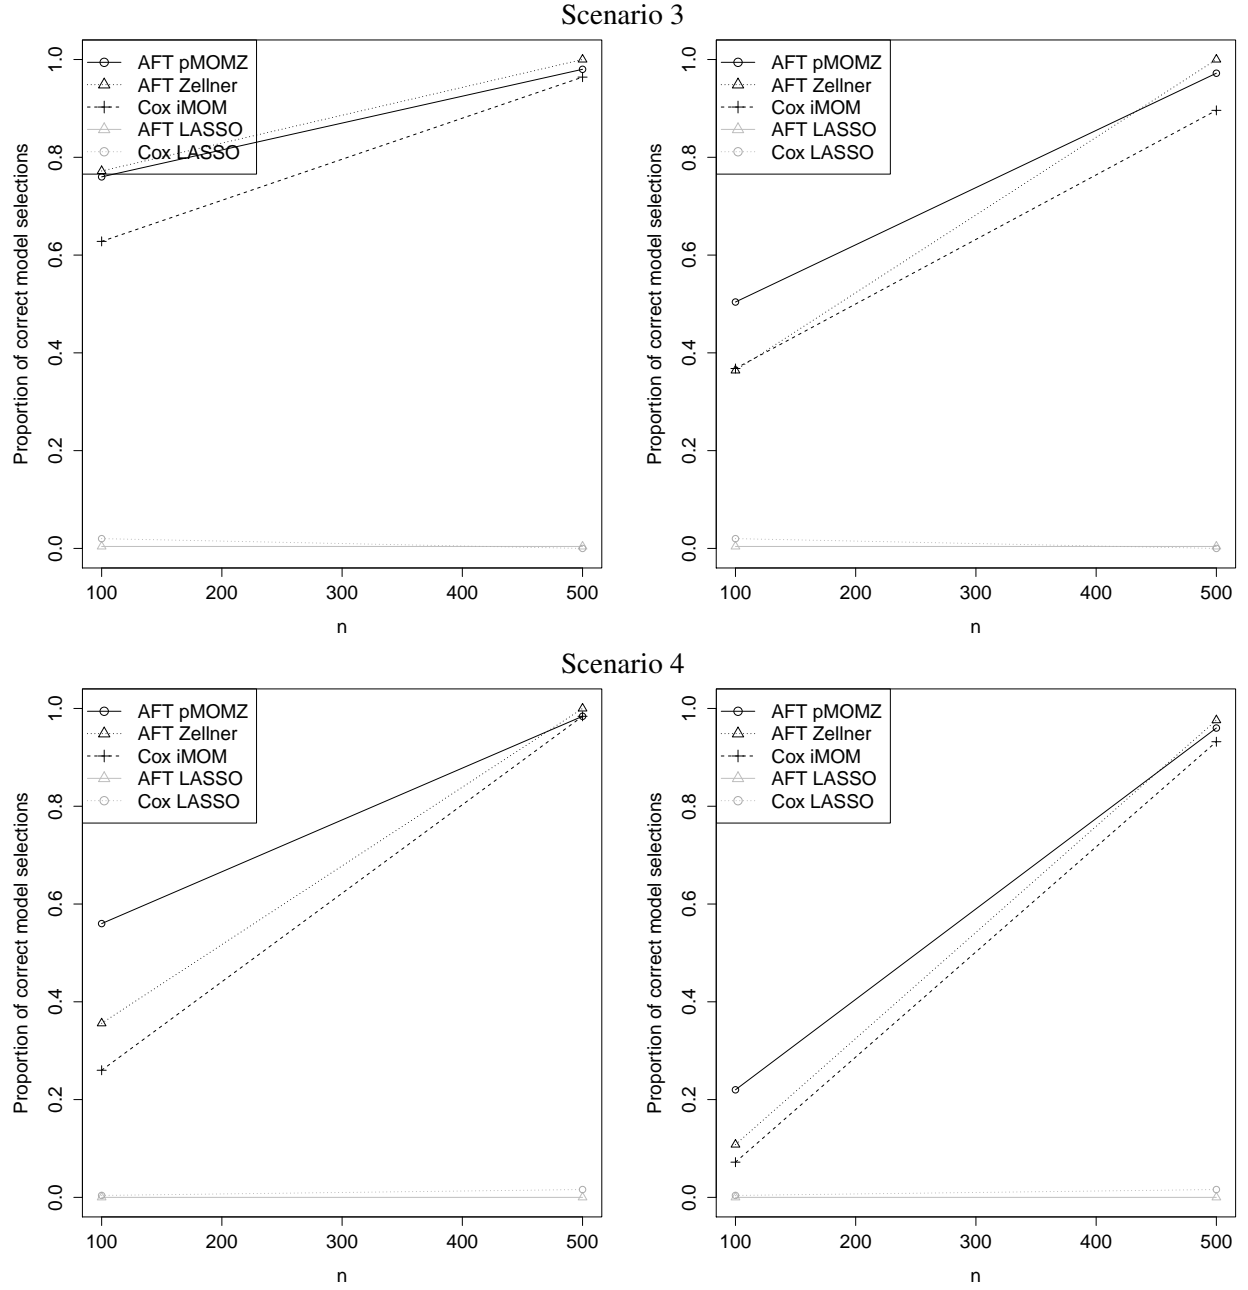 Scenario 3
Proportion of correct model selections
1.0
0.8
0.6
0.4
0.2
0.0
AFT pMOMZ
AFT Zellner
Cox iMOM
AFT LASSO
Cox LASSO
100 200 300 400 500
n
Proportion of correct model selections
1.0
0.8
0.6
0.4
0.2
0.0
AFT pMOMZ
AFT Zellner
Cox iMOM
AFT LASSO
Cox LASSO
100 200 300 400 500
n
Scenario 4
Proportion of correct model selections
1.0
0.8
0.6
0.4
0.2
0.0
AFT pMOMZ
AFT Zellner
Cox iMOM
AFT LASSO
Cox LASSO
100 200 300 400 500
n
Proportion of correct model selections
1.0
0.8
0.6
0.4
0.2
0.0
AFT pMOMZ
AFT Zellner
Cox iMOM
AFT LASSO
Cox LASSO
100 200 300 400 500
n